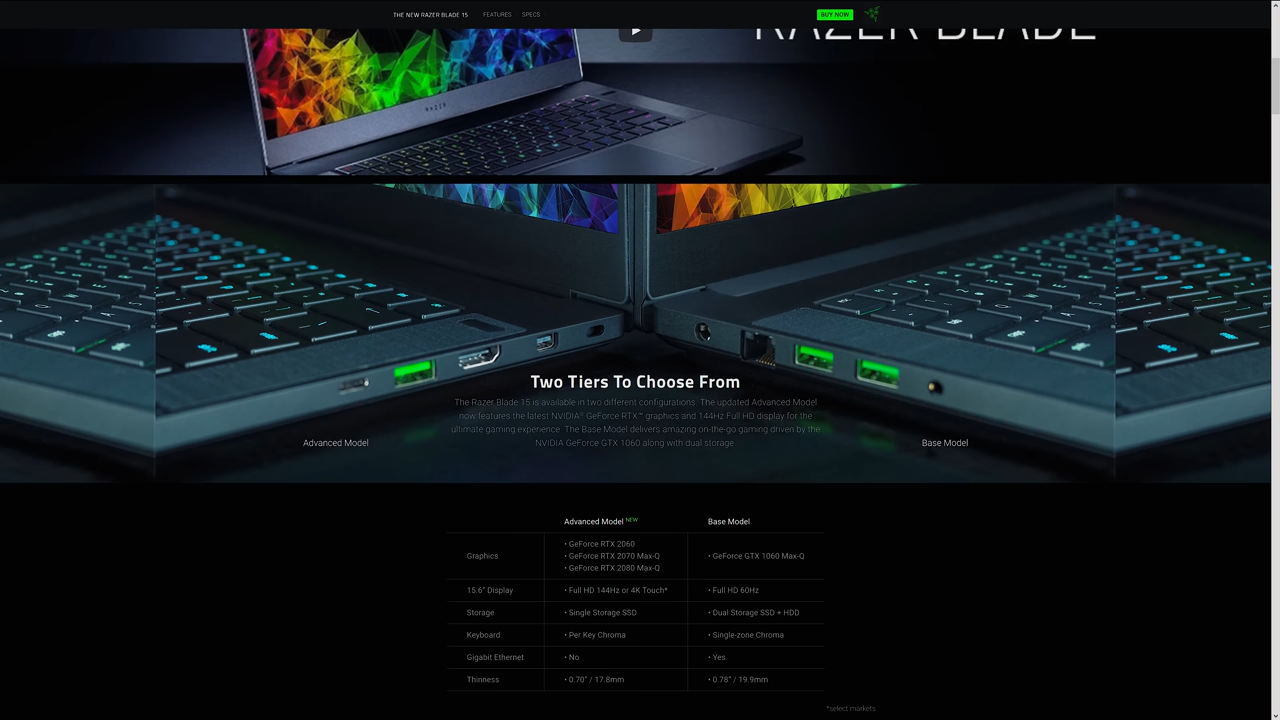 THE NEW RAZER BLADE 15 FEATURES SPECS BUY NOW
RAZER BLADE
RAZER
Two Tiers To Choose From
The Razer Blade 15 is available in two different configurations. The updated Advanced Model
now features the latest NVIDIA® GeForce RTX™ graphics and 144Hz Full HD display for the
ultimate gaming experience. The Base Model delivers amazing on-the-go gaming driven by the
NVIDIA GeForce GTX 1060 along with dual storage.
Advanced Model
Base Model
Advanced Model NEW Base Model
Graphics
• GeForce RTX 2060
• GeForce RTX 2070 Max-Q
• GeForce RTX 2080 Max-Q
• GeForce GTX 1060 Max-Q
15.6" Display • Full HD 144Hz or 4K Touch* • Full HD 60Hz
Storage • Single Storage SSD • Dual Storage SSD + HDD
Keyboard • Per Key Chroma • Single-zone Chroma
Gigabit Ethernet • No • Yes
Thinness • 0.70" / 17.8mm • 0.78" / 19.9mm
*select markets